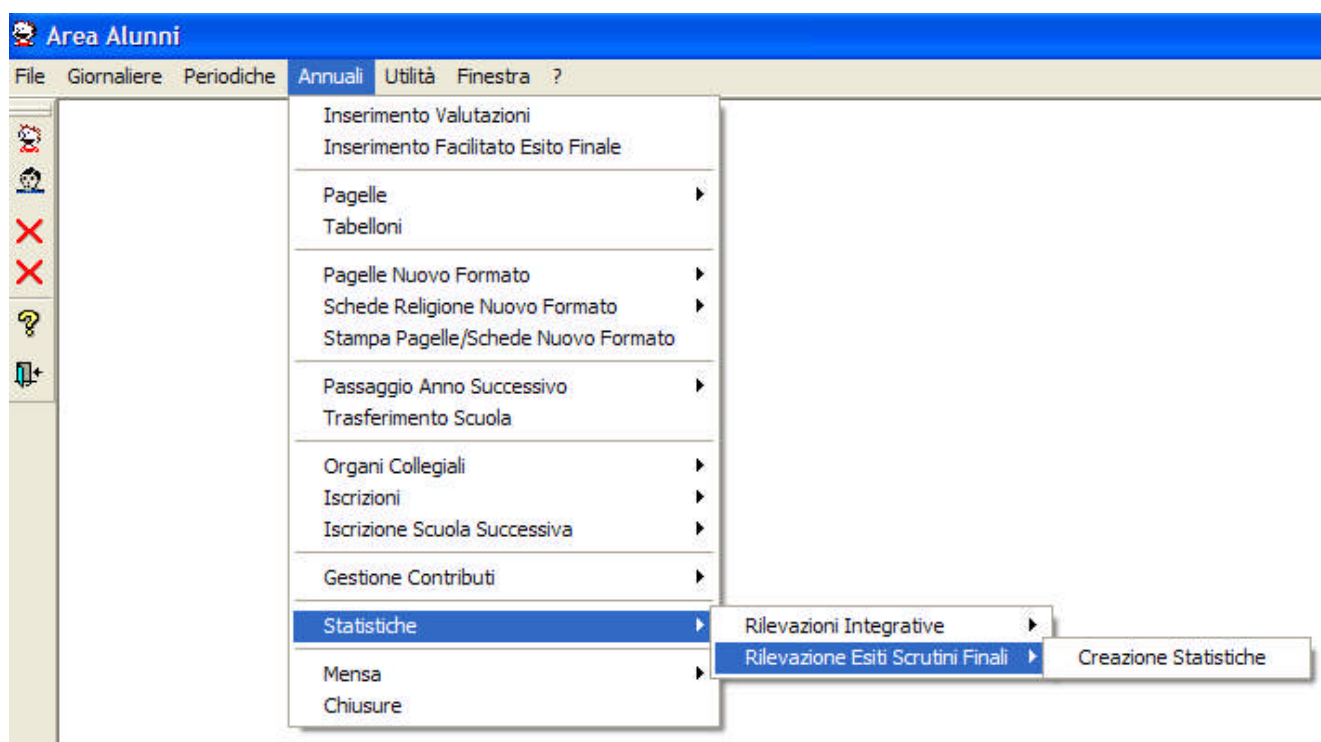 Area Alunni
File Giornaliere Periodiche Annuali Utilità Finestra ?
Inserimento Valutazioni
Inserimento Facilitato Esito Finale
Pagelle
Tabelloni
Pagelle Nuovo Formato
Schede Religione Nuovo Formato
Stampa Pagelle/Schede Nuovo Formato
Passaggio Anno Successivo
Trasferimento Scuola
Organi Collegiali
Iscrizioni
Iscrizione Scuola Successiva
Gestione Contributi
Statistiche
Rilevazioni Integrative
Rilevazione Esiti Scrutini Finali
Creazione Statistiche
Mensa
Chiusure